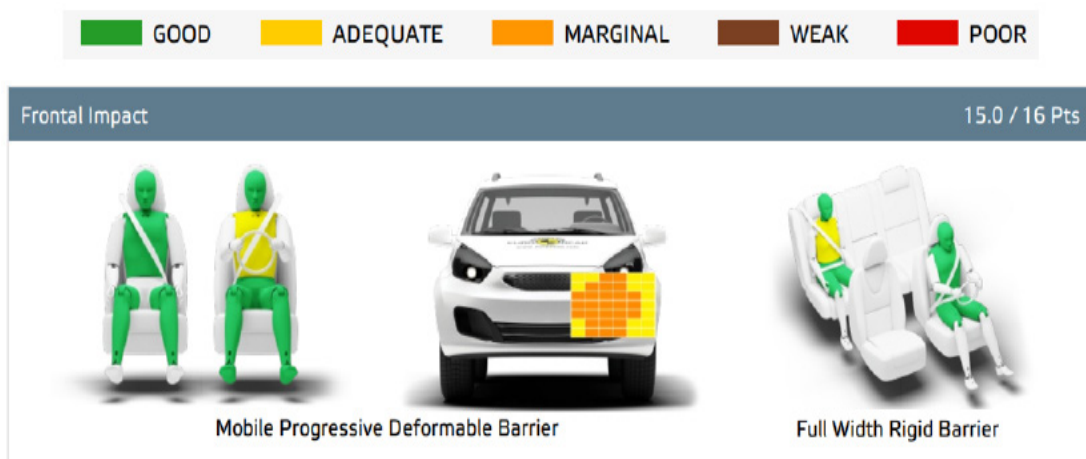 GOOD ADEQUATE MARGINAL WEAK POOR
Frontal Impact 15.0 / 16 Pts
Mobile Progressive Deformable Barrier Full Width Rigid Barrier